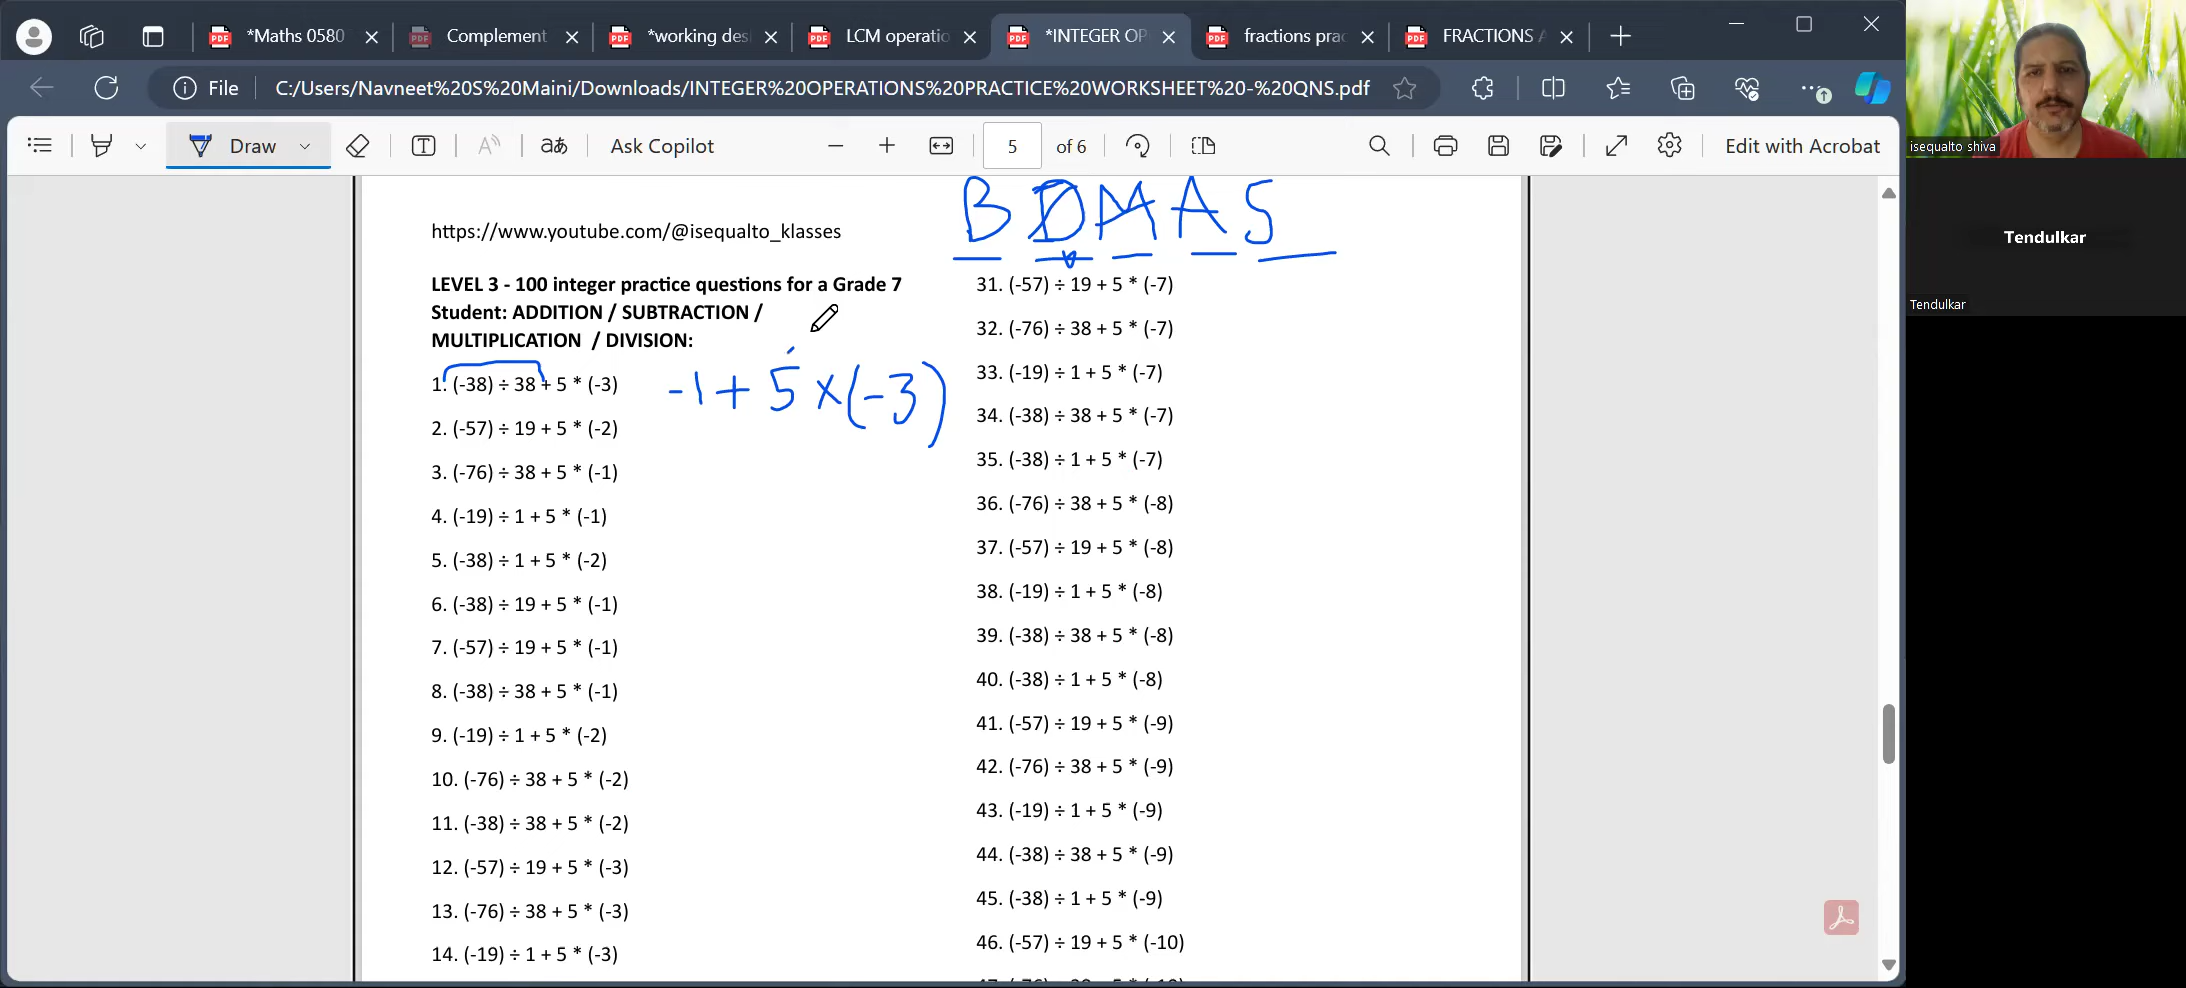 *Maths 0580
Complement
*working des
LCM operatio
*INTEGER OP
fractions prac
FRACTIONS A
File
C:/Users/Navneet%20S%20Maini/Downloads/INTEGER%20OPERATIONS%20PRACTICE%20WORKSHEET%20-%20QNS.pdf
Draw
Ask Copilot
5 of 6
Edit with Acrobat
isequalto shiva
Tendulkar
Tendulkar
B D M A S
https://www.youtube.com/@isequalto_klasses
LEVEL 3 - 100 integer practice questions for a Grade 7
Student: ADDITION / SUBTRACTION /
MULTIPLICATION / DIVISION:
1. (-38) ÷ 38 + 5 * (-3)
-1 + 5 × (-3)
2. (-57) ÷ 19 + 5 * (-2)
3. (-76) ÷ 38 + 5 * (-1)
4. (-19) ÷ 1 + 5 * (-1)
5. (-38) ÷ 1 + 5 * (-2)
6. (-38) ÷ 19 + 5 * (-1)
7. (-57) ÷ 19 + 5 * (-1)
8. (-38) ÷ 38 + 5 * (-1)
9. (-19) ÷ 1 + 5 * (-2)
10. (-76) ÷ 38 + 5 * (-2)
11. (-38) ÷ 38 + 5 * (-2)
12. (-57) ÷ 19 + 5 * (-3)
13. (-76) ÷ 38 + 5 * (-3)
14. (-19) ÷ 1 + 5 * (-3)
31. (-57) ÷ 19 + 5 * (-7)
32. (-76) ÷ 38 + 5 * (-7)
33. (-19) ÷ 1 + 5 * (-7)
34. (-38) ÷ 38 + 5 * (-7)
35. (-38) ÷ 1 + 5 * (-7)
36. (-76) ÷ 38 + 5 * (-8)
37. (-57) ÷ 19 + 5 * (-8)
38. (-19) ÷ 1 + 5 * (-8)
39. (-38) ÷ 38 + 5 * (-8)
40. (-38) ÷ 1 + 5 * (-8)
41. (-57) ÷ 19 + 5 * (-9)
42. (-76) ÷ 38 + 5 * (-9)
43. (-19) ÷ 1 + 5 * (-9)
44. (-38) ÷ 38 + 5 * (-9)
45. (-38) ÷ 1 + 5 * (-9)
46. (-57) ÷ 19 + 5 * (-10)